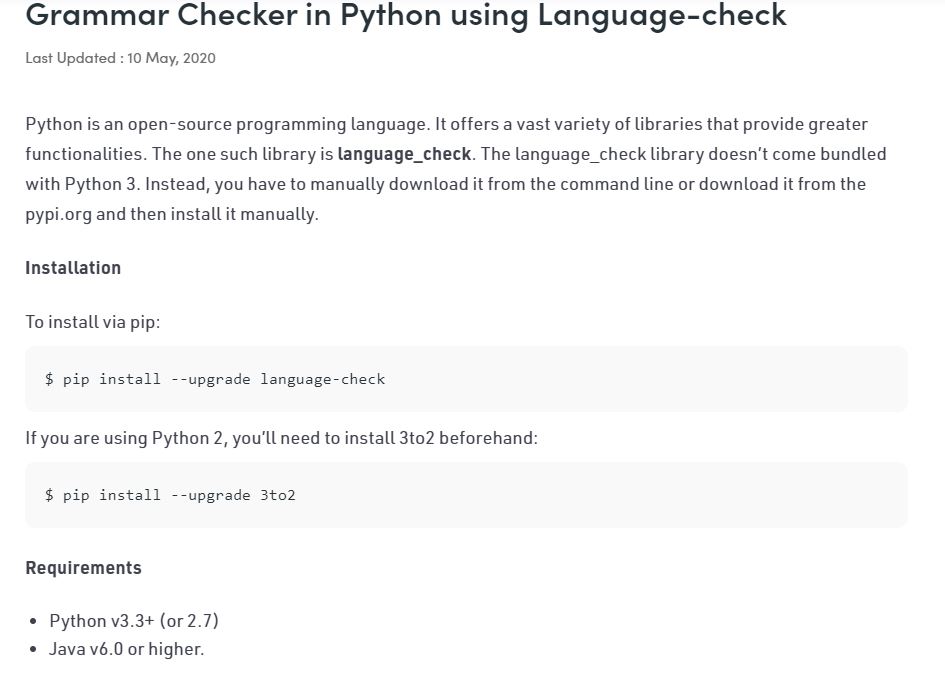 Grammar Checker in Python using Language-check
Last Updated : 10 May, 2020
Python is an open-source programming language. It offers a vast variety of libraries that provide greater
functionalities. The one such library is language_check. The language_check library doesn’t come bundled
with Python 3. Instead, you have to manually download it from the command line or download it from the
pypi.org and then install it manually.
Installation
To install via pip:
$ pip install --upgrade language-check
If you are using Python 2, you’ll need to install 3to2 beforehand:
$ pip install --upgrade 3to2
Requirements
• Python v3.3+ (or 2.7)
• Java v6.0 or higher.